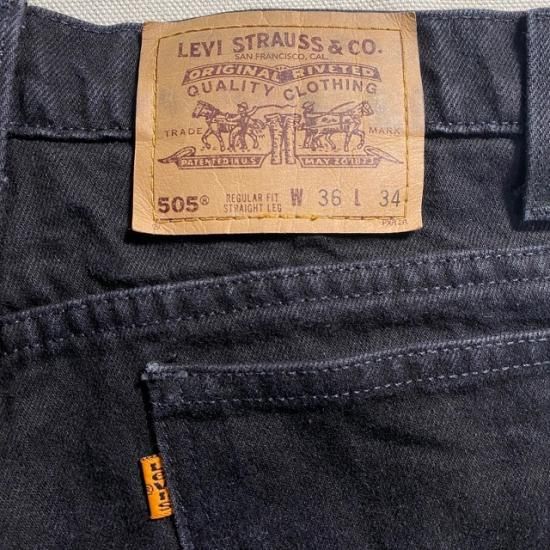 LEVI STRAUSS & CO.
SAN FRANCISCO, CAL.
ORIGINAL RIVETED
QUALITY CLOTHING
TRADE MARK
PATENTED IN U.S. MAY 20 1873
505® REGULAR FIT STRAIGHT LEG W 36 L 34
LEVI'S ®